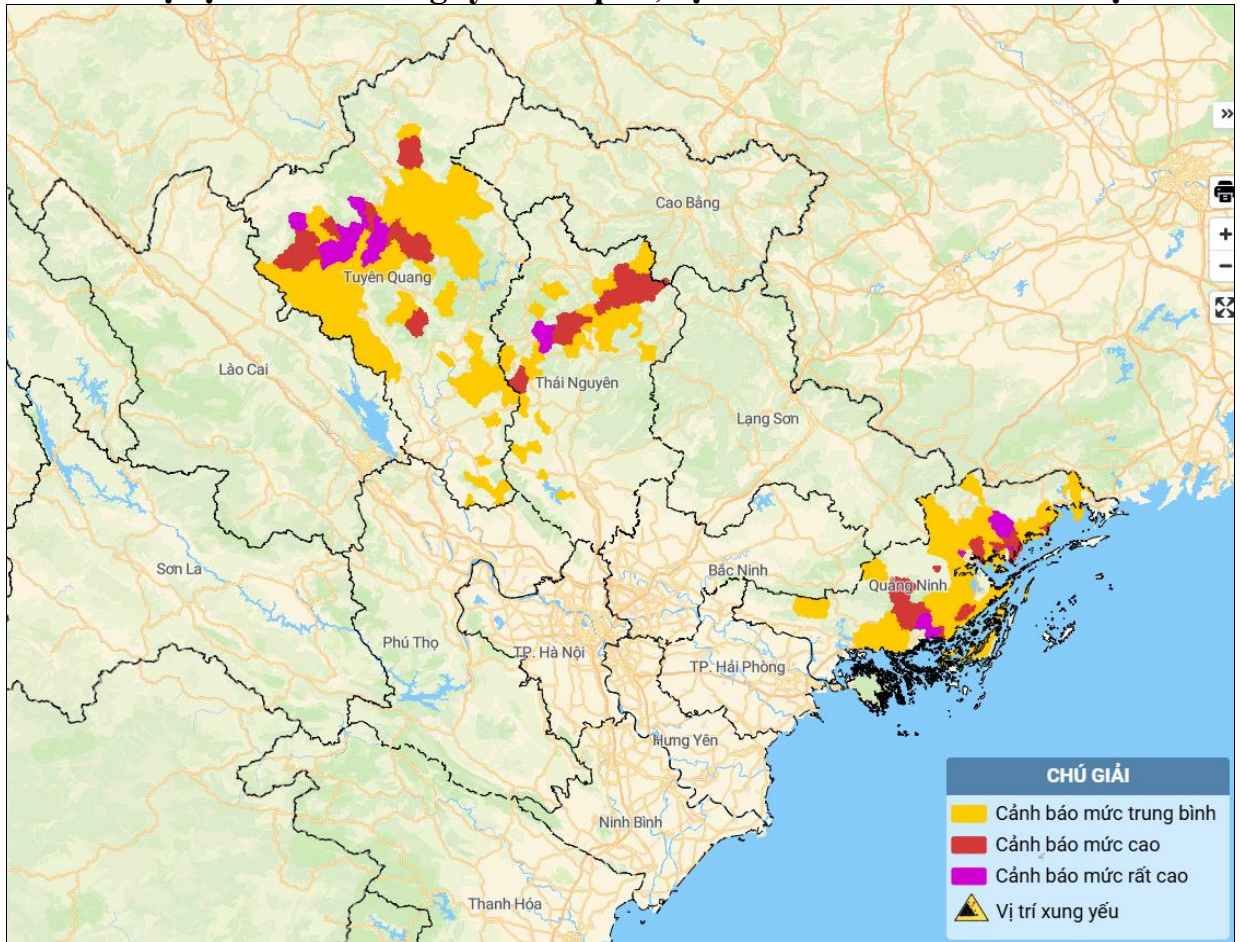 Cao Bằng
Tuyên Quang
Lào Cai
Thái Nguyên
Lạng Sơn
Sơn La
Bắc Ninh
Quảng Ninh
Phú Thọ
TP. Hà Nội
TP. Hải Phòng
Hưng Yên
Ninh Bình
Thanh Hóa
CHÚ GIẢI
Cảnh báo mức trung bình
Cảnh báo mức cao
Cảnh báo mức rất cao
Vị trí xung yếu